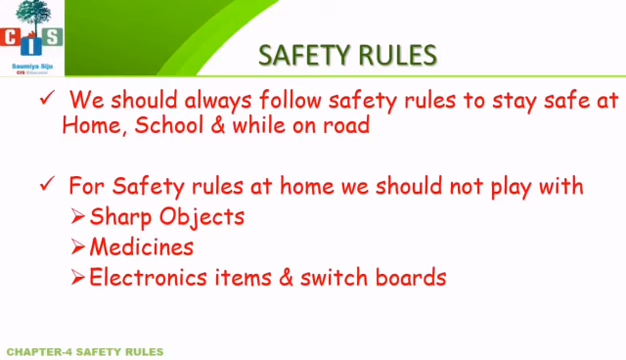 CIS
Saumiya Siju
CIS Educator
SAFETY RULES
✓ We should always follow safety rules to stay safe at
Home, School & while on road
✓ For Safety rules at home we should not play with
➢ Sharp Objects
➢ Medicines
➢ Electronics items & switch boards
CHAPTER-4 SAFETY RULES